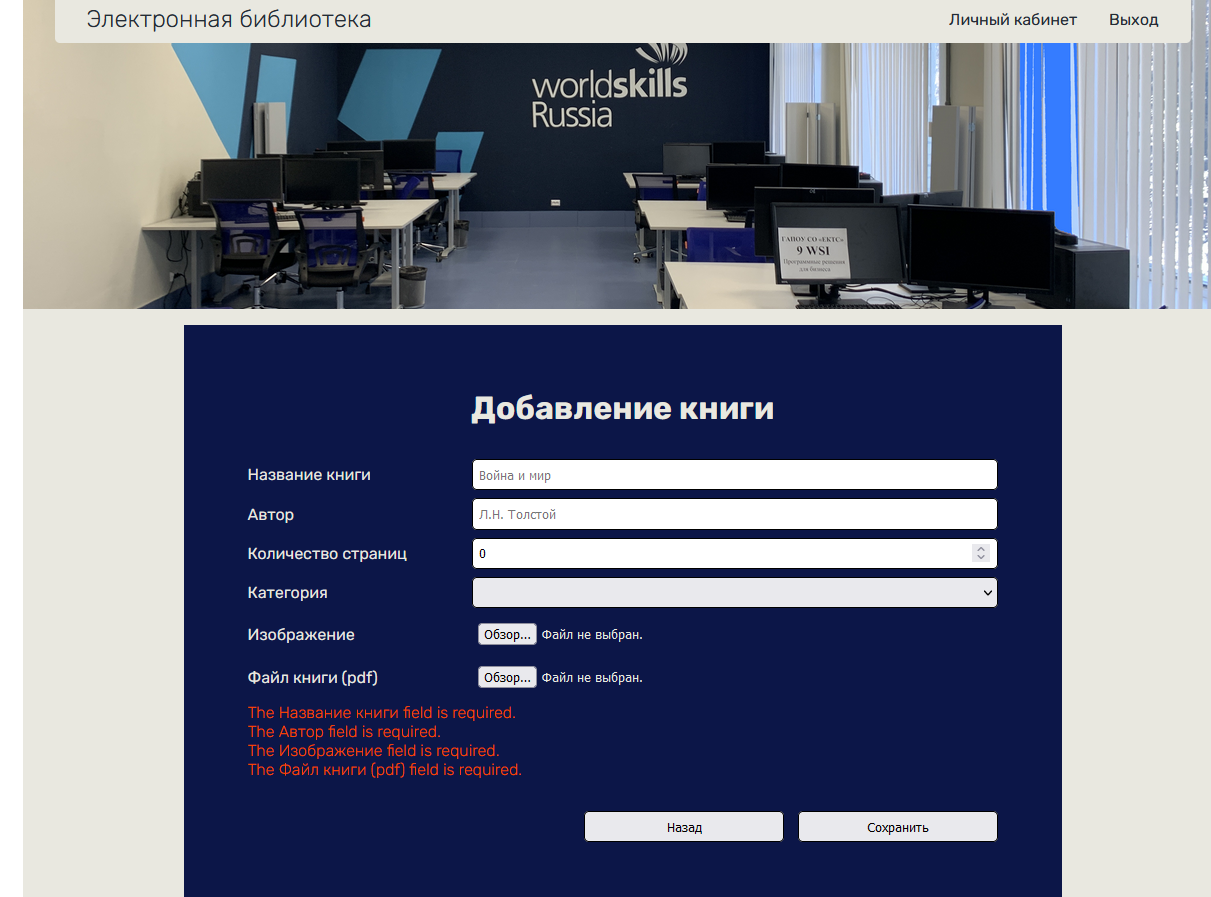 Электронная библиотека
Личный кабинет
Выход
worldskills
Russia
ГАПОУ СО «ЕКТС»
9 WSI
Программные решения
для бизнеса
Добавление книги
Название книги
Война и мир
Автор
Л.Н. Толстой
Количество страниц
0
Категория
Изображение
Обзор... Файл не выбран.
Файл книги (pdf)
Обзор... Файл не выбран.
The Название книги field is required.
The Автор field is required.
The Изображение field is required.
The Файл книги (pdf) field is required.
Назад
Сохранить